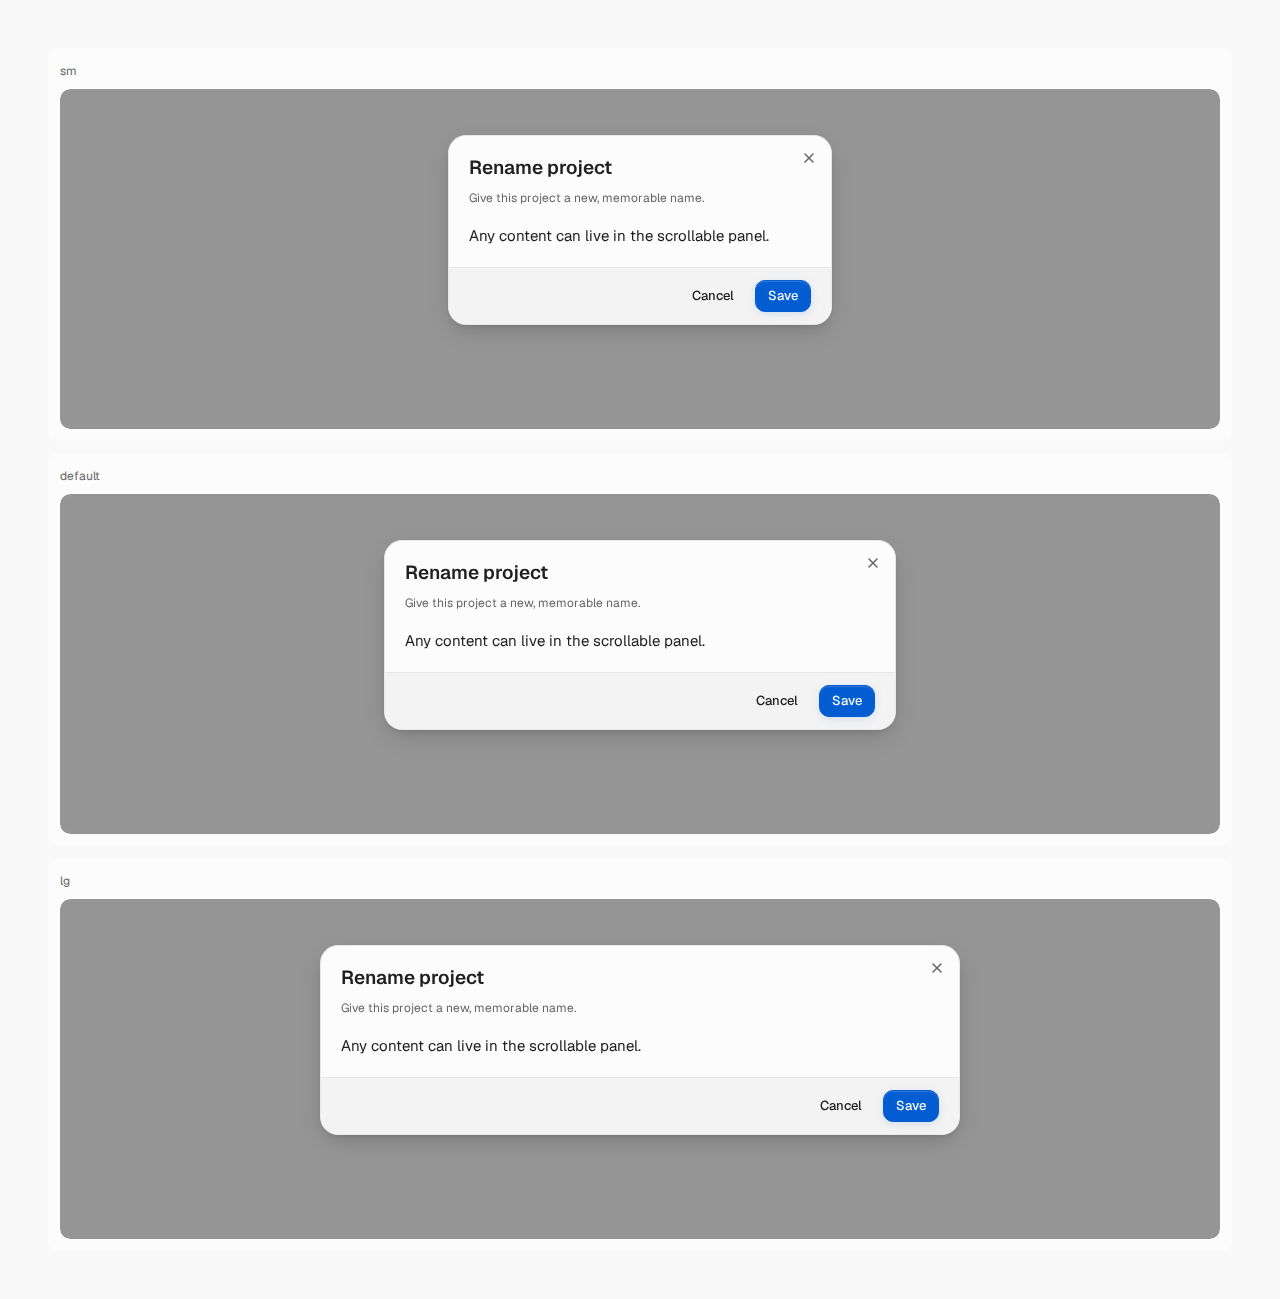 sm
Rename project
Give this project a new, memorable name.
Any content can live in the scrollable panel.
Cancel Save
default
Rename project
Give this project a new, memorable name.
Any content can live in the scrollable panel.
Cancel Save
lg
Rename project
Give this project a new, memorable name.
Any content can live in the scrollable panel.
Cancel Save